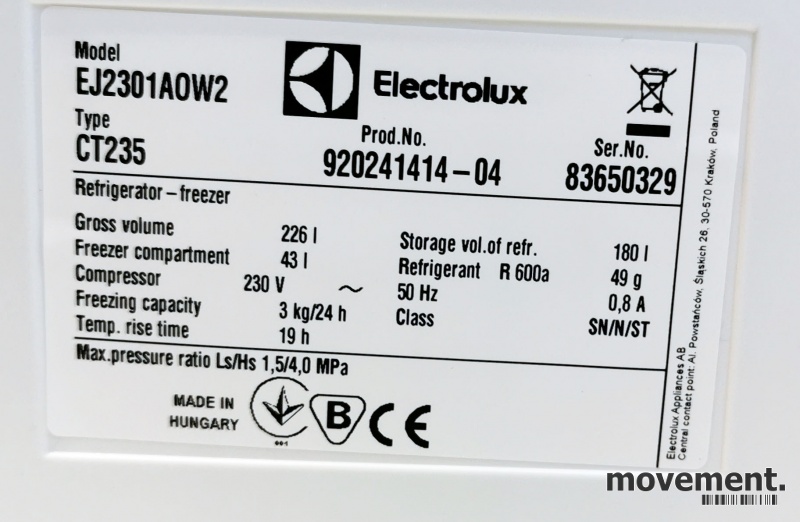 Model
EJ2301AOW2
Electrolux
Type
CT235
Prod.No.
920241414-04
Ser.No.
83650329
Refrigerator-freezer
Gross volume 226 l
Freezer compartment 43 l
Compressor 230 V ~ 50 Hz 0,8 A
Freezing capacity 3 kg/24 h
Temp. rise time 19 h
Storage vol.of refr. 180 l
Refrigerant R 600a 49 g
Class SN/N/ST
Max.pressure ratio Ls/Hs 1,5/4,0 MPa
MADE IN
HUNGARY
001
B
CE
Electrolux Appliances AB
Central contact point: Al. Powstańców, Śląskich 26, 30-570 Kraków, Poland
movement.